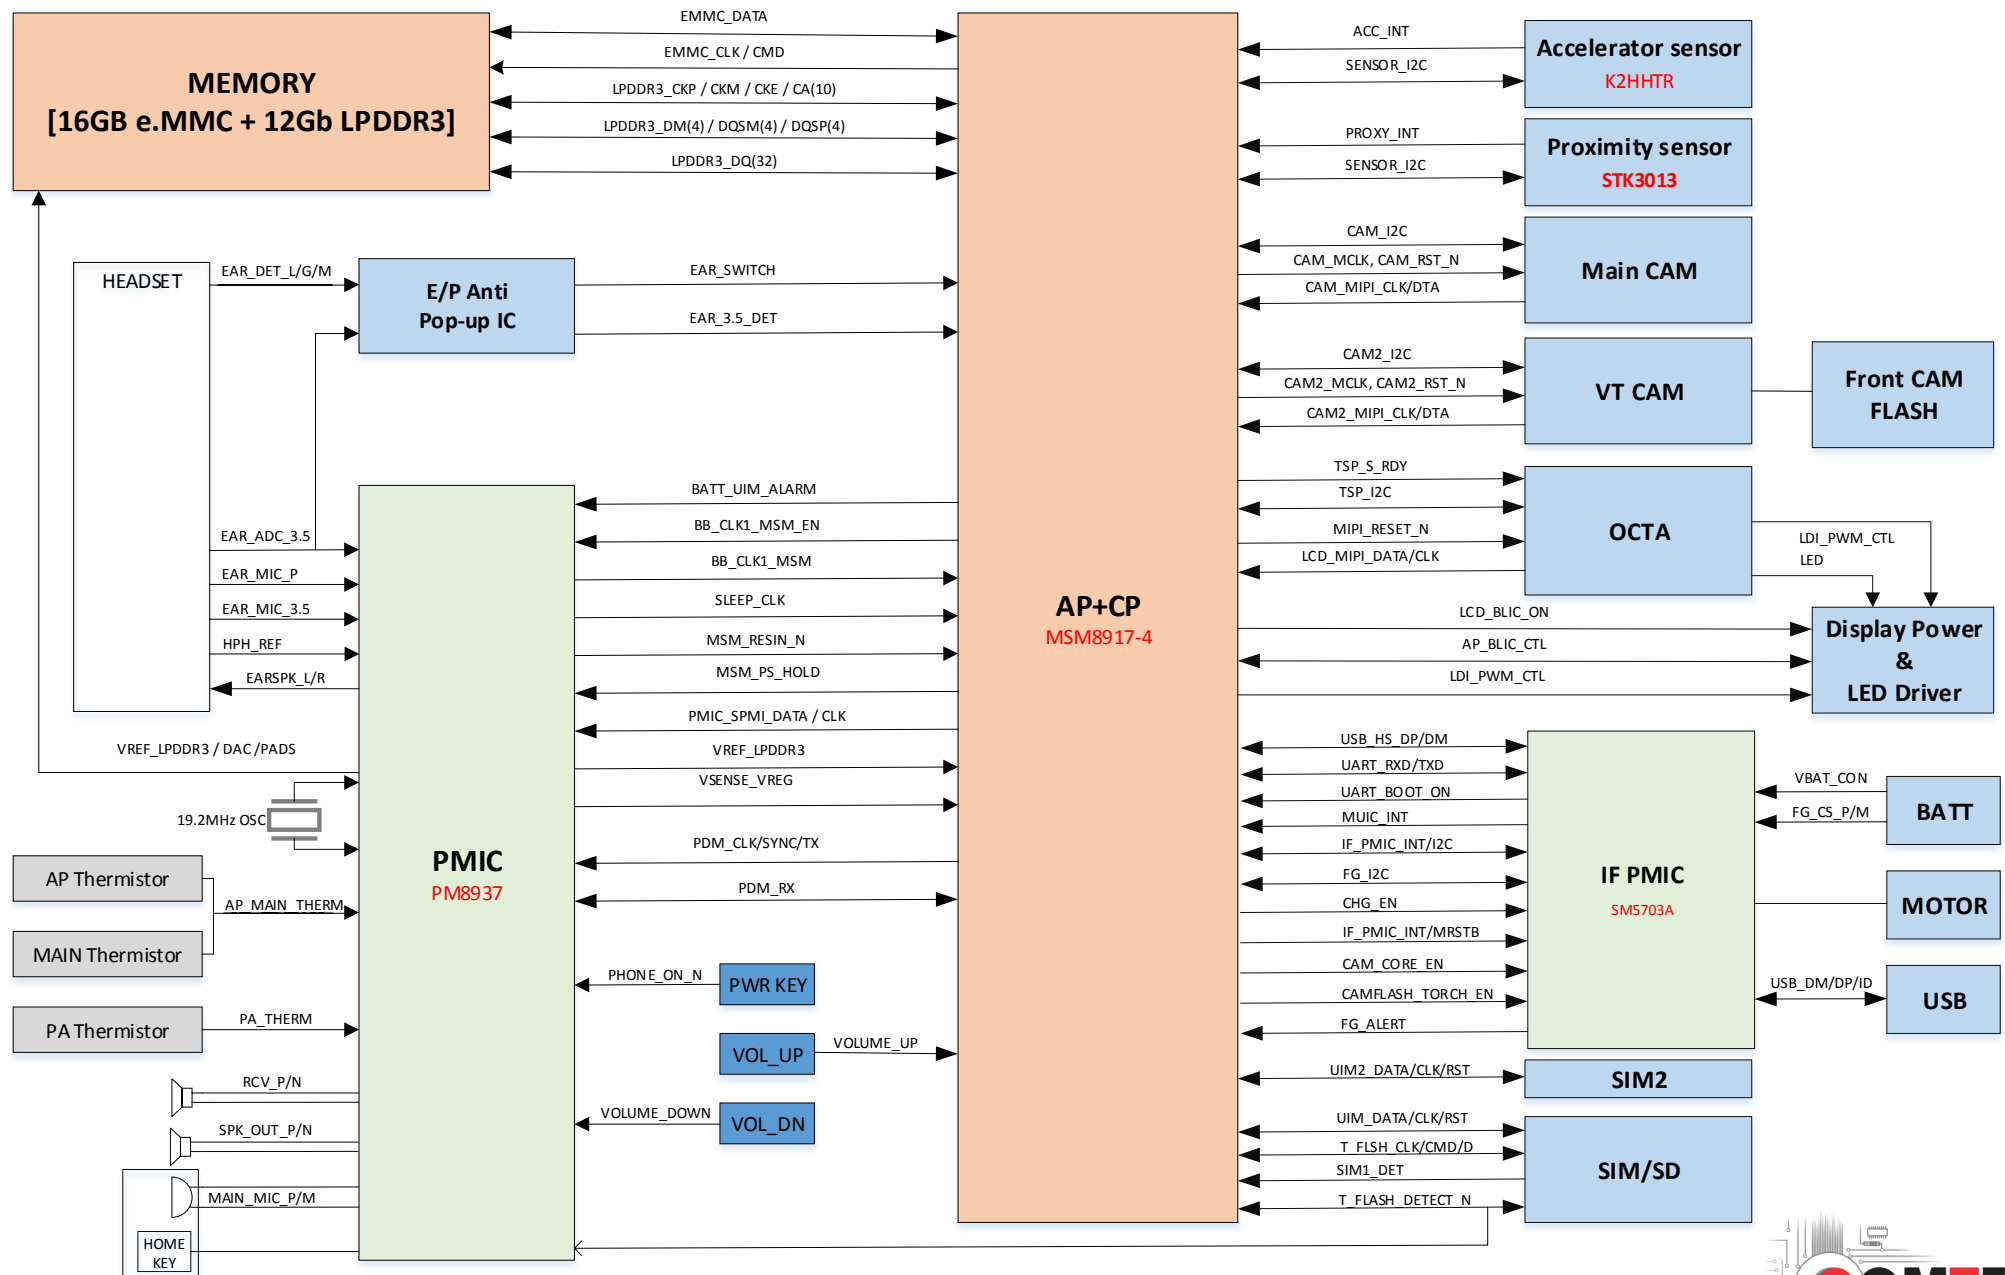 MEMORY
[16GB e.MMC + 12Gb LPDDR3]
EMMC_DATA
EMMC_CLK / CMD
LPDDR3_CKP / CKM / CKE / CA(10)
LPDDR3_DM(4) / DQSM(4) / DQSP(4)
LPDDR3_DQ(32)
HEADSET
EAR_DET_L/G/M
E/P Anti
Pop-up IC
EAR_SWITCH
EAR_3.5_DET
EAR_ADC_3.5
EAR_MIC_P
EAR_MIC_3.5
HPH_REF
EARSPK_L/R
VREF_LPDDR3 / DAC /PADS
19.2MHz OSC
AP Thermistor
AP_MAIN_THERM
MAIN Thermistor
PA Thermistor
PA_THERM
RCV_P/N
SPK_OUT_P/N
MAIN_MIC_P/M
HOME
KEY
PMIC
PM8937
BATT_UIM_ALARM
BB_CLK1_MSM_EN
BB_CLK1_MSM
SLEEP_CLK
MSM_RESIN_N
MSM_PS_HOLD
PMIC_SPMI_DATA / CLK
VREF_LPDDR3
VSENSE_VREG
PDM_CLK/SYNC/TX
PDM_RX
PHONE_ON_N
PWR KEY
VOL_UP
VOLUME_UP
VOLUME_DOWN
VOL_DN
AP+CP
MSM8917-4
ACC_INT
SENSOR_I2C
Accelerator sensor
K2HHTR
PROXY_INT
SENSOR_I2C
Proximity sensor
STK3013
CAM_I2C
CAM_MCLK, CAM_RST_N
CAM_MIPI_CLK/DTA
Main CAM
CAM2_I2C
CAM2_MCLK, CAM2_RST_N
CAM2_MIPI_CLK/DTA
VT CAM
Front CAM
FLASH
TSP_S_RDY
TSP_I2C
MIPI_RESET_N
LCD_MIPI_DATA/CLK
OCTA
LDI_PWM_CTL
LED
LCD_BLIC_ON
AP_BLIC_CTL
LDI_PWM_CTL
Display Power
&
LED Driver
USB_HS_DP/DM
UART_RXD/TXD
UART_BOOT_ON
MUIC_INT
IF_PMIC_INT/I2C
FG_I2C
CHG_EN
IF_PMIC_INT/MRSTB
CAM_CORE_EN
CAMFLASH_TORCH_EN
FG_ALERT
IF PMIC
SM5703A
VBAT_CON
FG_CS_P/M
BATT
MOTOR
USB_DM/DP/ID
USB
UIM2_DATA/CLK/RST
SIM2
UIM_DATA/CLK/RST
T_FLSH_CLK/CMD/D
SIM1_DET
T_FLASH_DETECT_N
SIM/SD